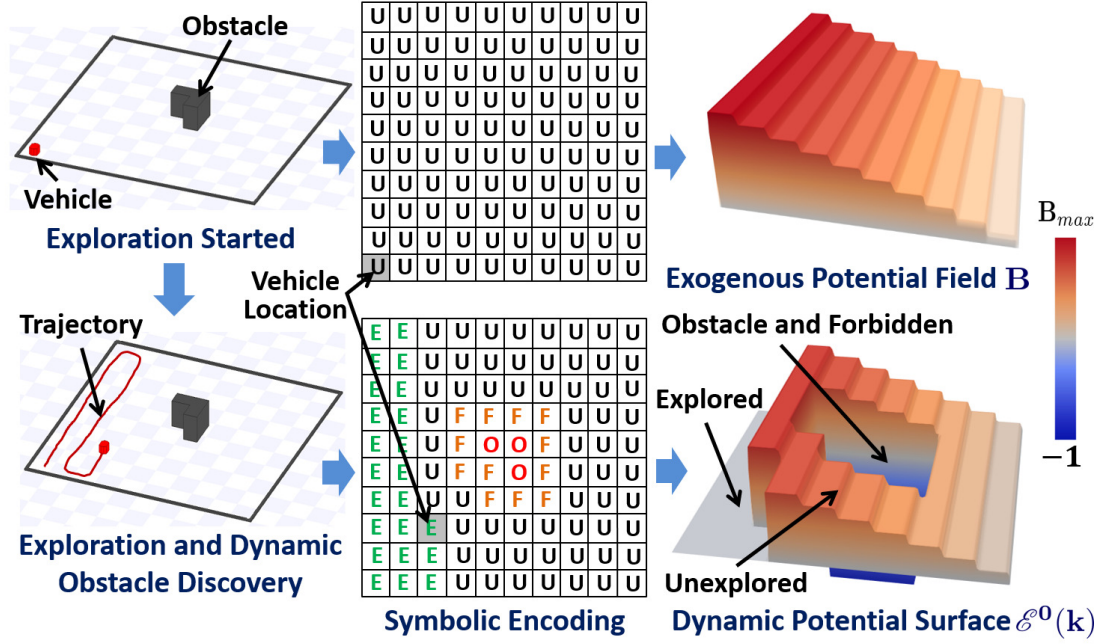 Obstacle
Vehicle
Exploration Started
U U U U U U U U U U
U U U U U U U U U U
U U U U U U U U U U
U U U U U U U U U U
U U U U U U U U U U
U U U U U U U U U U
U U U U U U U U U U
U U U U U U U U U U
U U U U U U U U U U
U U U U U U U U U U
Exogenous Potential Field B
B_max
−1
Vehicle
Location
Trajectory
Exploration and Dynamic
Obstacle Discovery
E E U U U U U U U U
E E U U U U U U U U
E E U U U U U U U U
E E U F F F F U U U
E E U F O O F U U U
E E U F F O F U U U
E E U U F F F U U U
E E E U U U U U U U
E E E U U U U U U U
E E E U U U U U U U
Symbolic Encoding
Obstacle and Forbidden
Explored
Unexplored
Dynamic Potential Surface ℰ⁰(k)